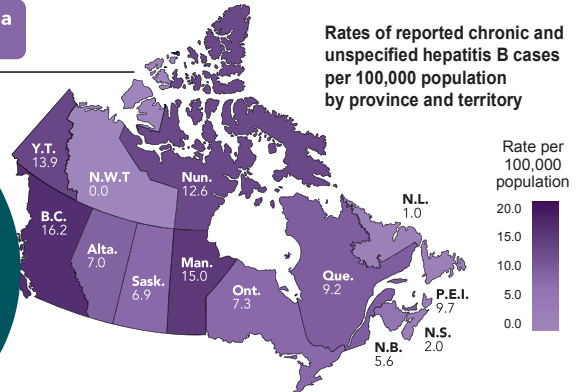 a
Rates of reported chronic and
unspecified hepatitis B cases
per 100,000 population
by province and territory
Y.T.
13.9
N.W.T
0.0
Nun.
12.6
B.C.
16.2
Alta.
7.0
Sask.
6.9
Man.
15.0
Ont.
7.3
Que.
9.2
N.L.
1.0
P.E.I.
9.7
N.S.
2.0
N.B.
5.6
Rate per
100,000
population
20.0
15.0
10.0
5.0
0.0